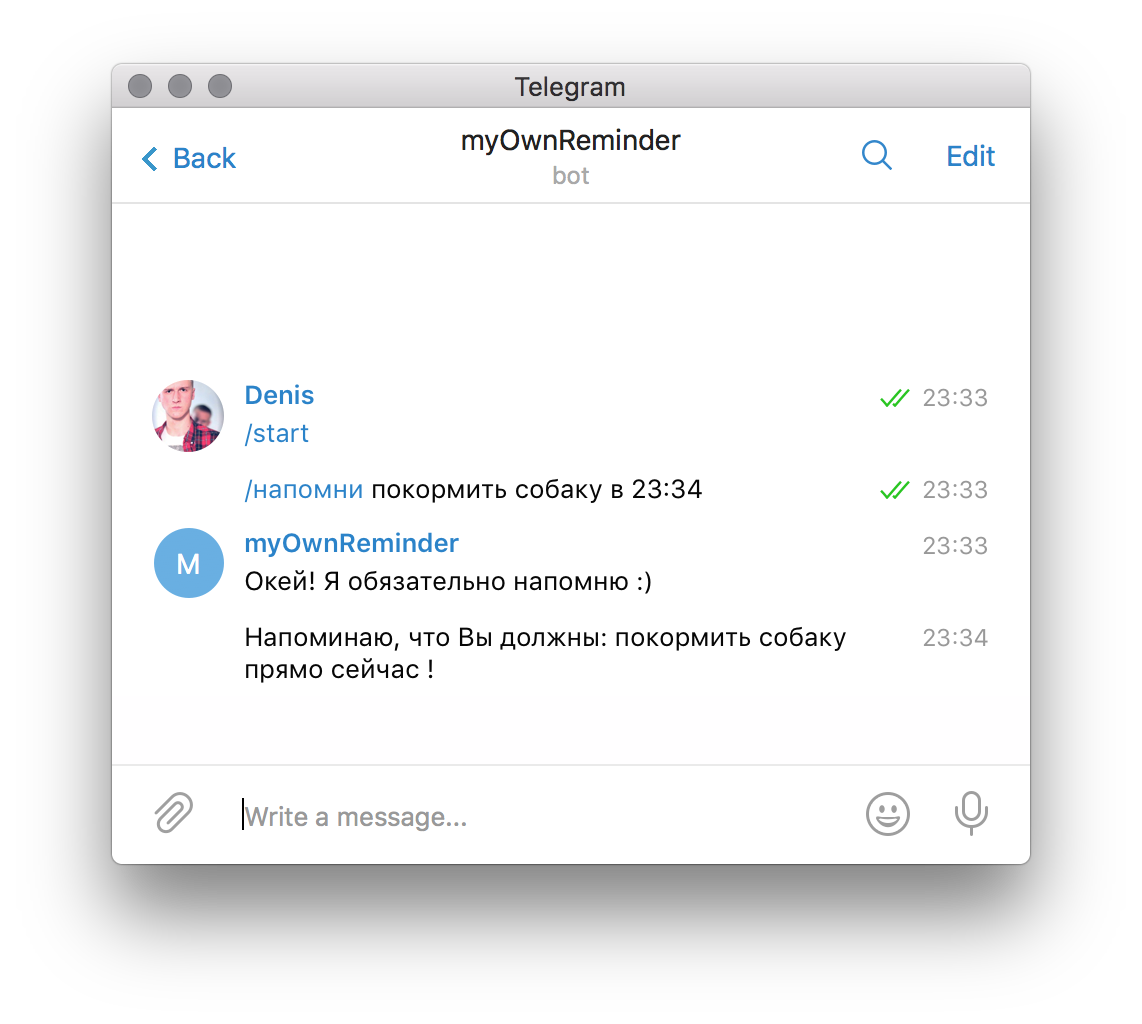 Telegram
Back
myOwnReminder
Edit
bot
Denis
23:33
/start
/напомни покормить собаку в 23:34
23:33
M
myOwnReminder
23:33
Окей! Я обязательно напомню :)
Напоминаю, что Вы должны: покормить собаку
23:34
прямо сейчас !
Write a message...